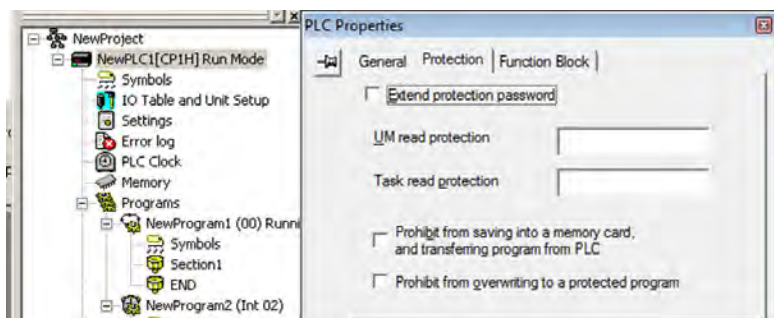 NewProject
NewPLC1[CP1H] Run Mode
Symbols
IO Table and Unit Setup
Settings
Error log
PLC Clock
Memory
Programs
NewProgram1 (00) Runni
Symbols
Section1
END
NewProgram2 (Int 02)
PLC Properties
General Protection Function Block
Extend protection password
UM read protection
Task read protection
Prohibit from saving into a memory card,
and transferring program from PLC
Prohibit from overwriting to a protected program